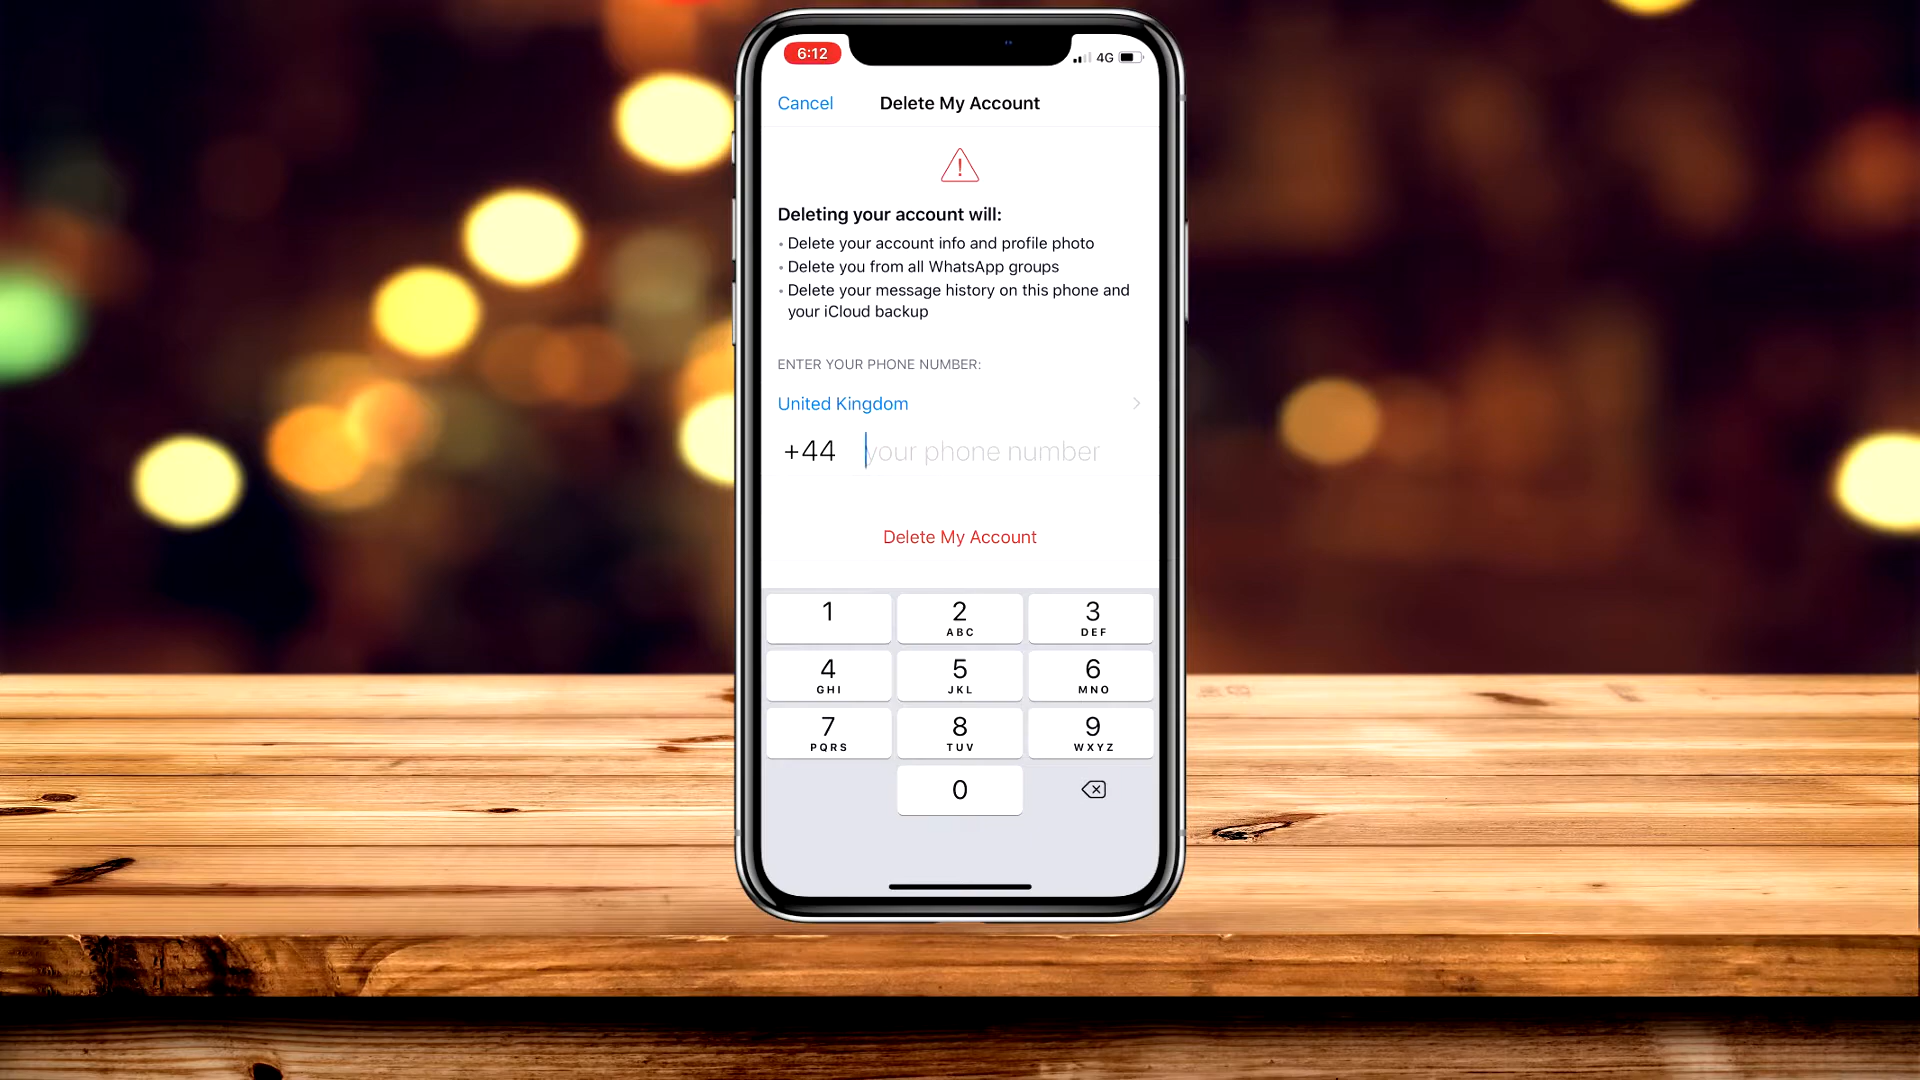 6:12
4G
Cancel
Delete My Account
Deleting your account will:
• Delete your account info and profile photo
• Delete you from all WhatsApp groups
• Delete your message history on this phone and
your iCloud backup
ENTER YOUR PHONE NUMBER:
United Kingdom
+44 your phone number
Delete My Account
1 2 3
ABC DEF
4 5 6
GHI JKL MNO
7 8 9
PQRS TUV WXYZ
0